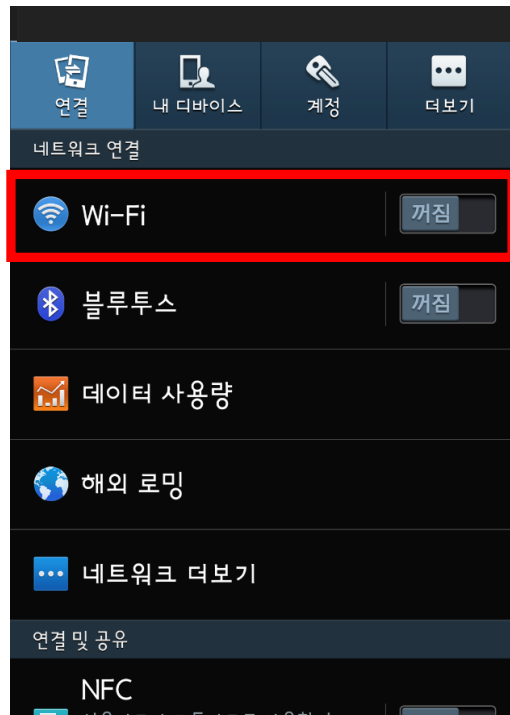 연결 내 디바이스 계정 더보기
네트워크 연결
Wi-Fi 꺼짐
블루투스 꺼짐
데이터 사용량
해외 로밍
네트워크 더보기
연결 및 공유
NFC